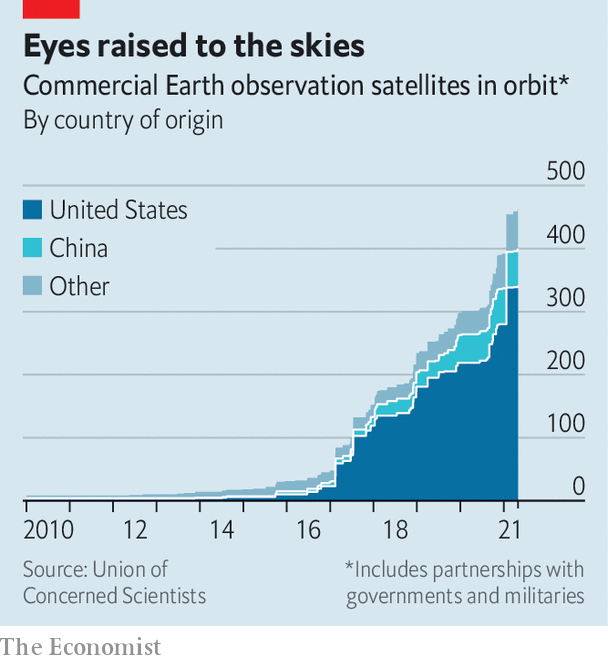 Eyes raised to the skies
Commercial Earth observation satellites in orbit*
By country of origin
500
United States
China
400
Other
300
200
100
0
2010 12 14 16 18 21
Source: Union of
Concerned Scientists
*Includes partnerships with
governments and militaries
The Economist